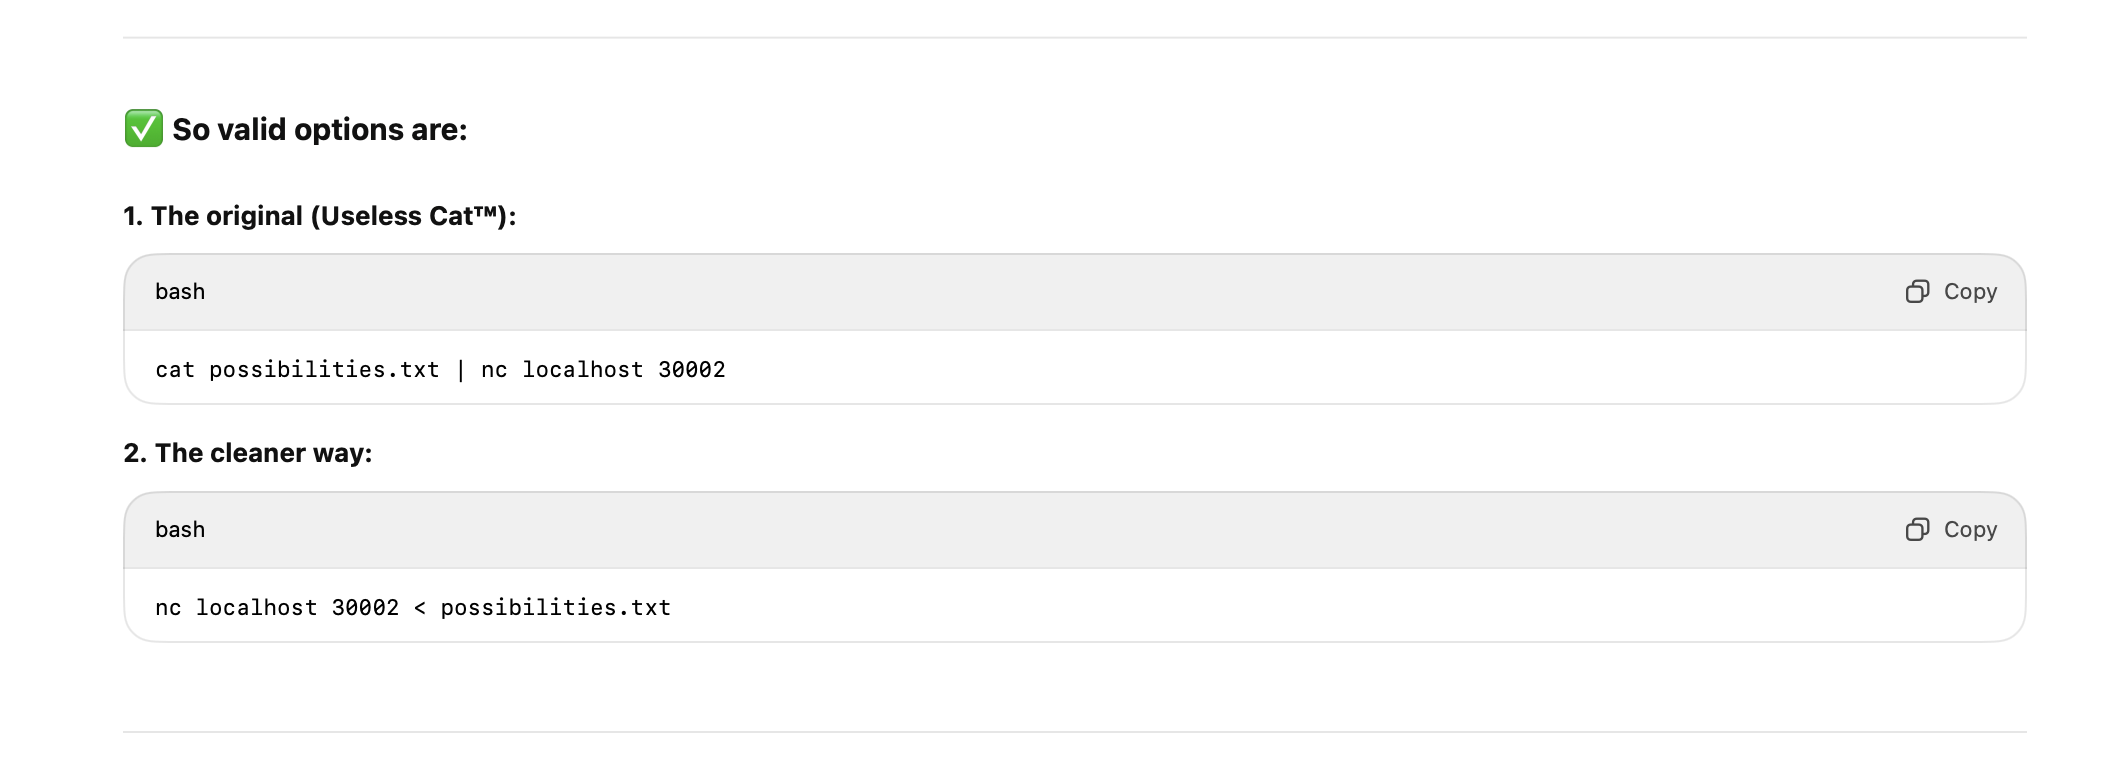 ✅ So valid options are:
1. The original (Useless Cat™):
bash
Copy
cat possibilities.txt | nc localhost 30002
2. The cleaner way:
bash
Copy
nc localhost 30002 < possibilities.txt